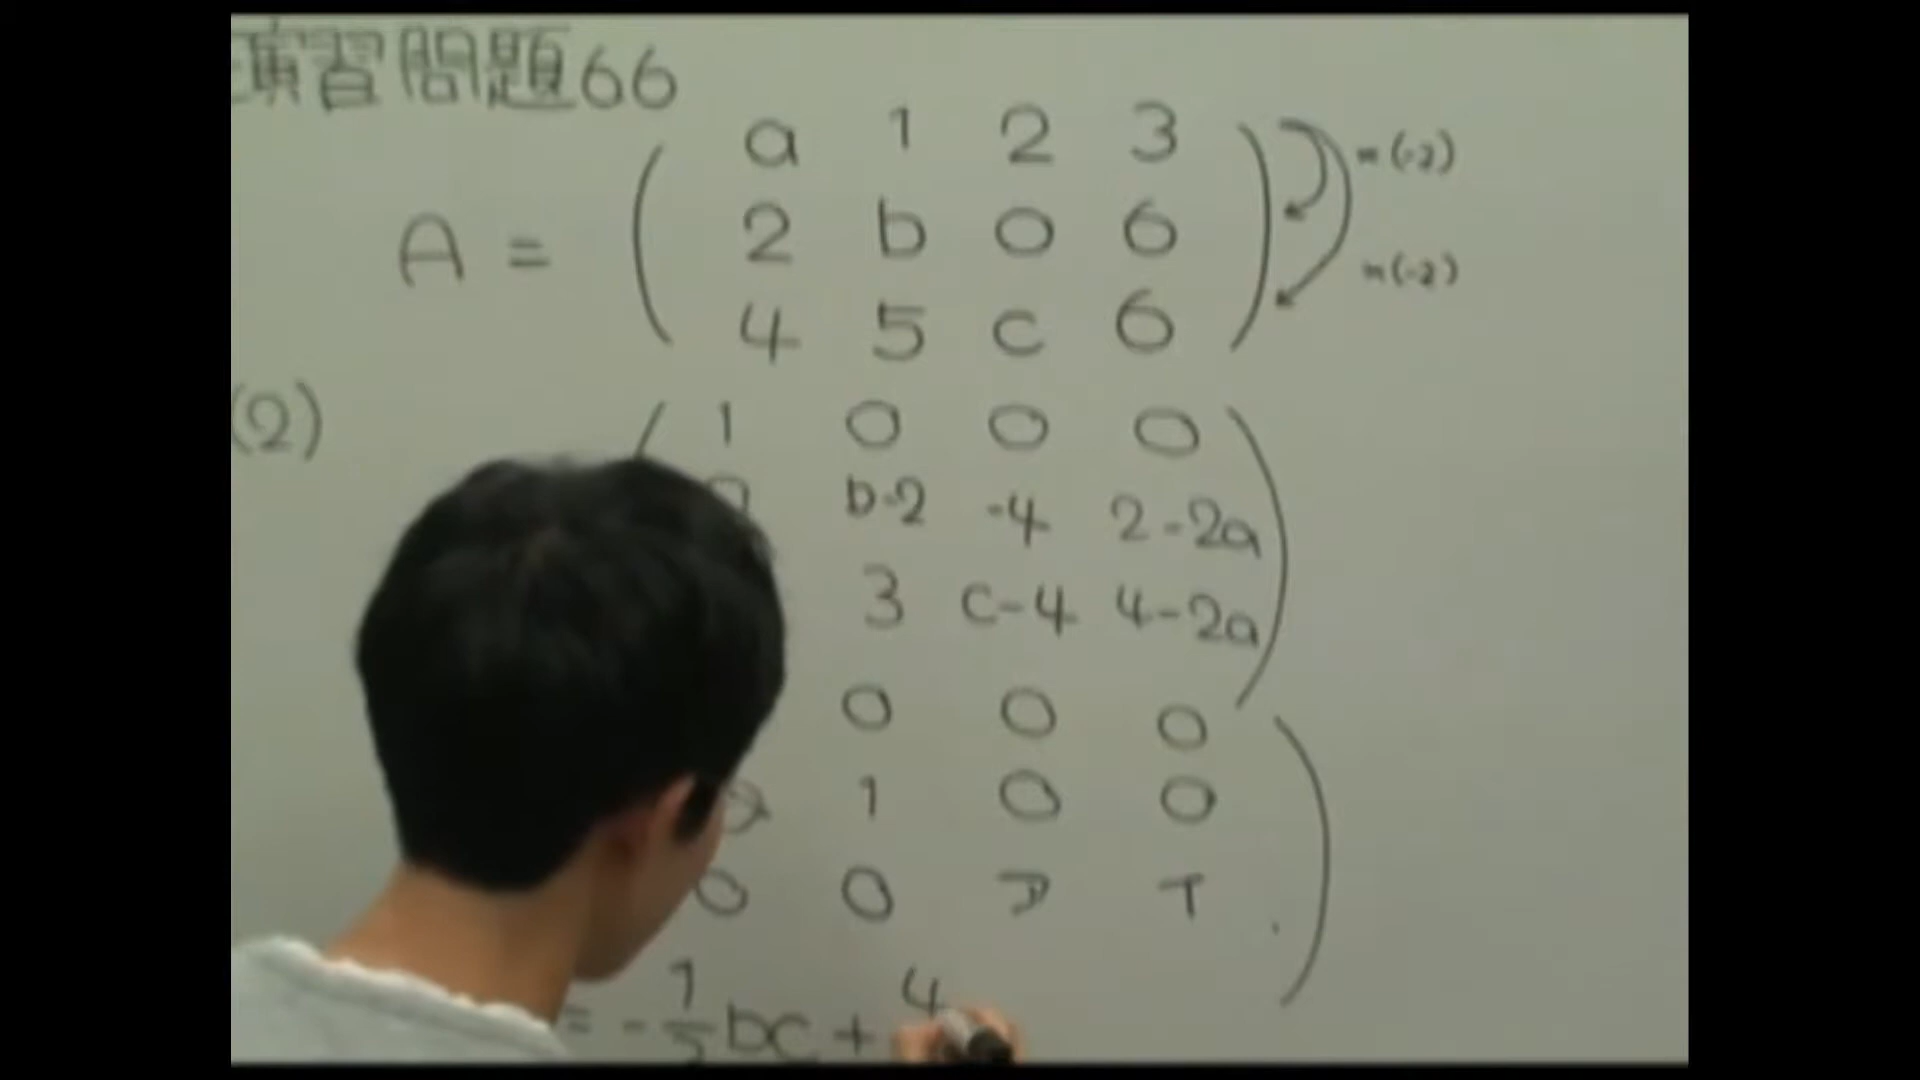 演習問題66
a 1 2 3
A = 2 b 0 6
4 5 c 6
(-2)
(-2)
(2)
1 0 0 0
b-2 -4 2-2a
3 c-4 4-2a
0 0 0
0 1 0 0
0 0 ア イ
= - 1/3 bc + 4